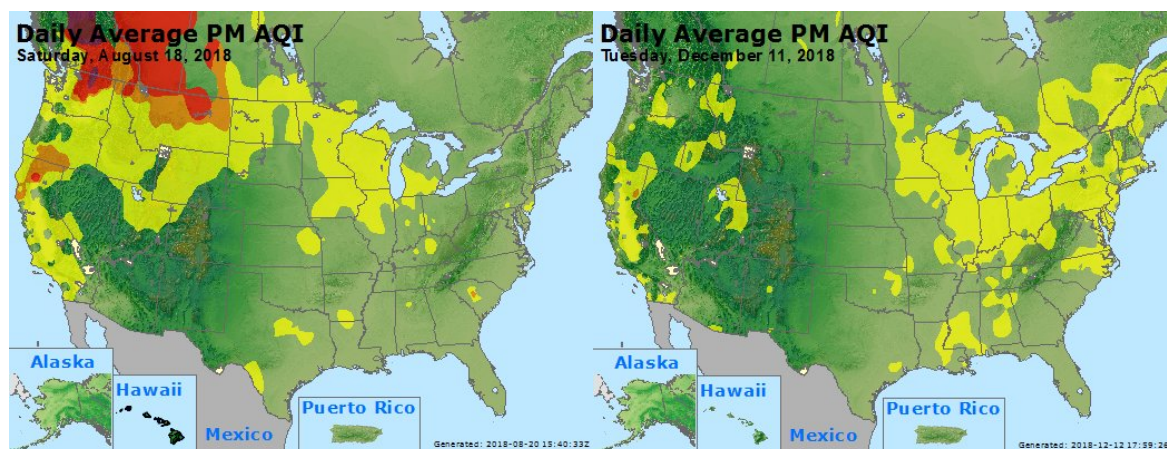 Daily Average PM AQI
Saturday, August 18, 2018
Alaska
Hawaii
Mexico
Puerto Rico
Generated: 2018-08-20 15:40:33Z
Daily Average PM AQI
Tuesday, December 11, 2018
Alaska
Hawaii
Mexico
Puerto Rico
Generated: 2018-12-12 17:59:26